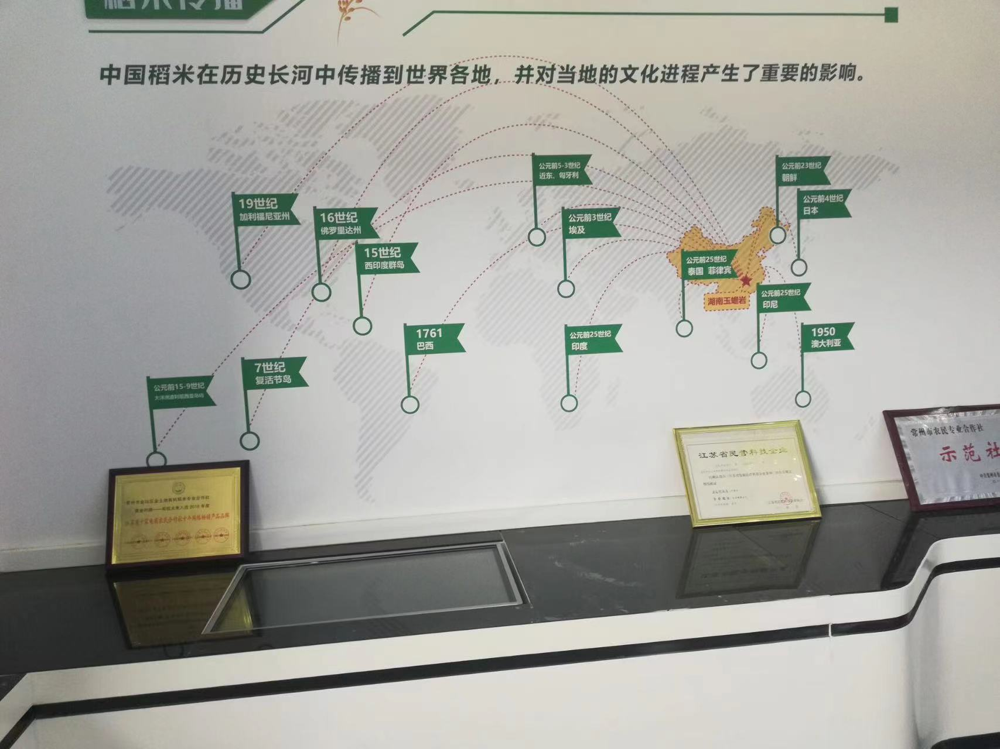 稻米传播
中国稻米在历史长河中传播到世界各地，并对当地的文化进程产生了重要的影响。
公元前5-3世纪
近东、匈牙利
公元前23世纪
朝鲜
公元前4世纪
日本
19世纪
加利福尼亚州
16世纪
佛罗里达州
公元前3世纪
埃及
15世纪
西印度群岛
公元前25世纪
泰国 菲律宾
湖南玉蟾岩
公元前25世纪
印尼
1761
巴西
公元前25世纪
印度
1950
澳大利亚
7世纪
复活节岛
公元前15-9世纪
江苏省民营科技企业
常州市农民专业合作社
示范社